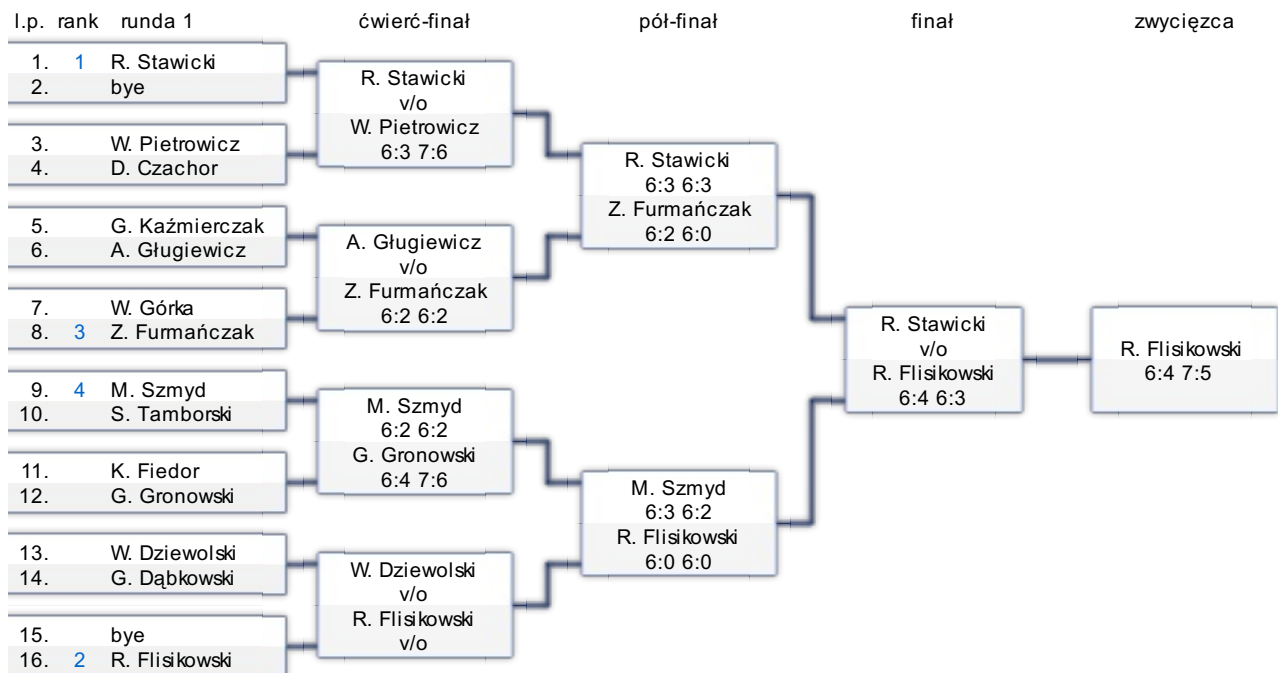 l.p. rank runda 1 ćwierć-finał pół-finał finał zwycięzca
1. 1 R. Stawicki
2. bye
3. W. Pietrowicz
4. D. Czachor
5. G. Kaźmierczak
6. A. Gługiewicz
7. W. Górka
8. 3 Z. Furmańczak
9. 4 M. Szmyd
10. S. Tamborski
11. K. Fiedor
12. G. Gronowski
13. W. Dziewolski
14. G. Dąbkowski
15. bye
16. 2 R. Flisikowski
R. Stawicki
v/o
W. Pietrowicz
6:3 7:6
A. Gługiewicz
v/o
Z. Furmańczak
6:2 6:2
M. Szmyd
6:2 6:2
G. Gronowski
6:4 7:6
W. Dziewolski
v/o
R. Flisikowski
v/o
R. Stawicki
6:3 6:3
Z. Furmańczak
6:2 6:0
M. Szmyd
6:3 6:2
R. Flisikowski
6:0 6:0
R. Stawicki
v/o
R. Flisikowski
6:4 6:3
R. Flisikowski
6:4 7:5